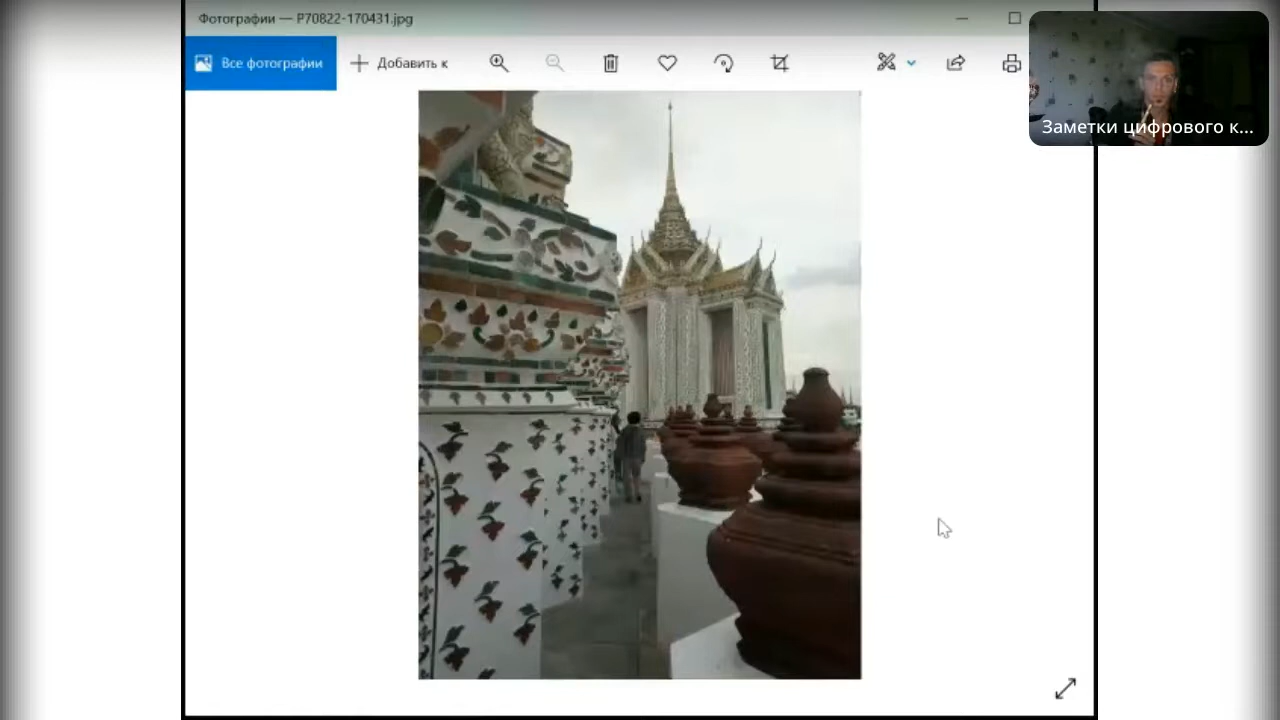 Фотографии — P70822-170431.jpg
Все фотографии
Добавить к
Заметки цифрового к...